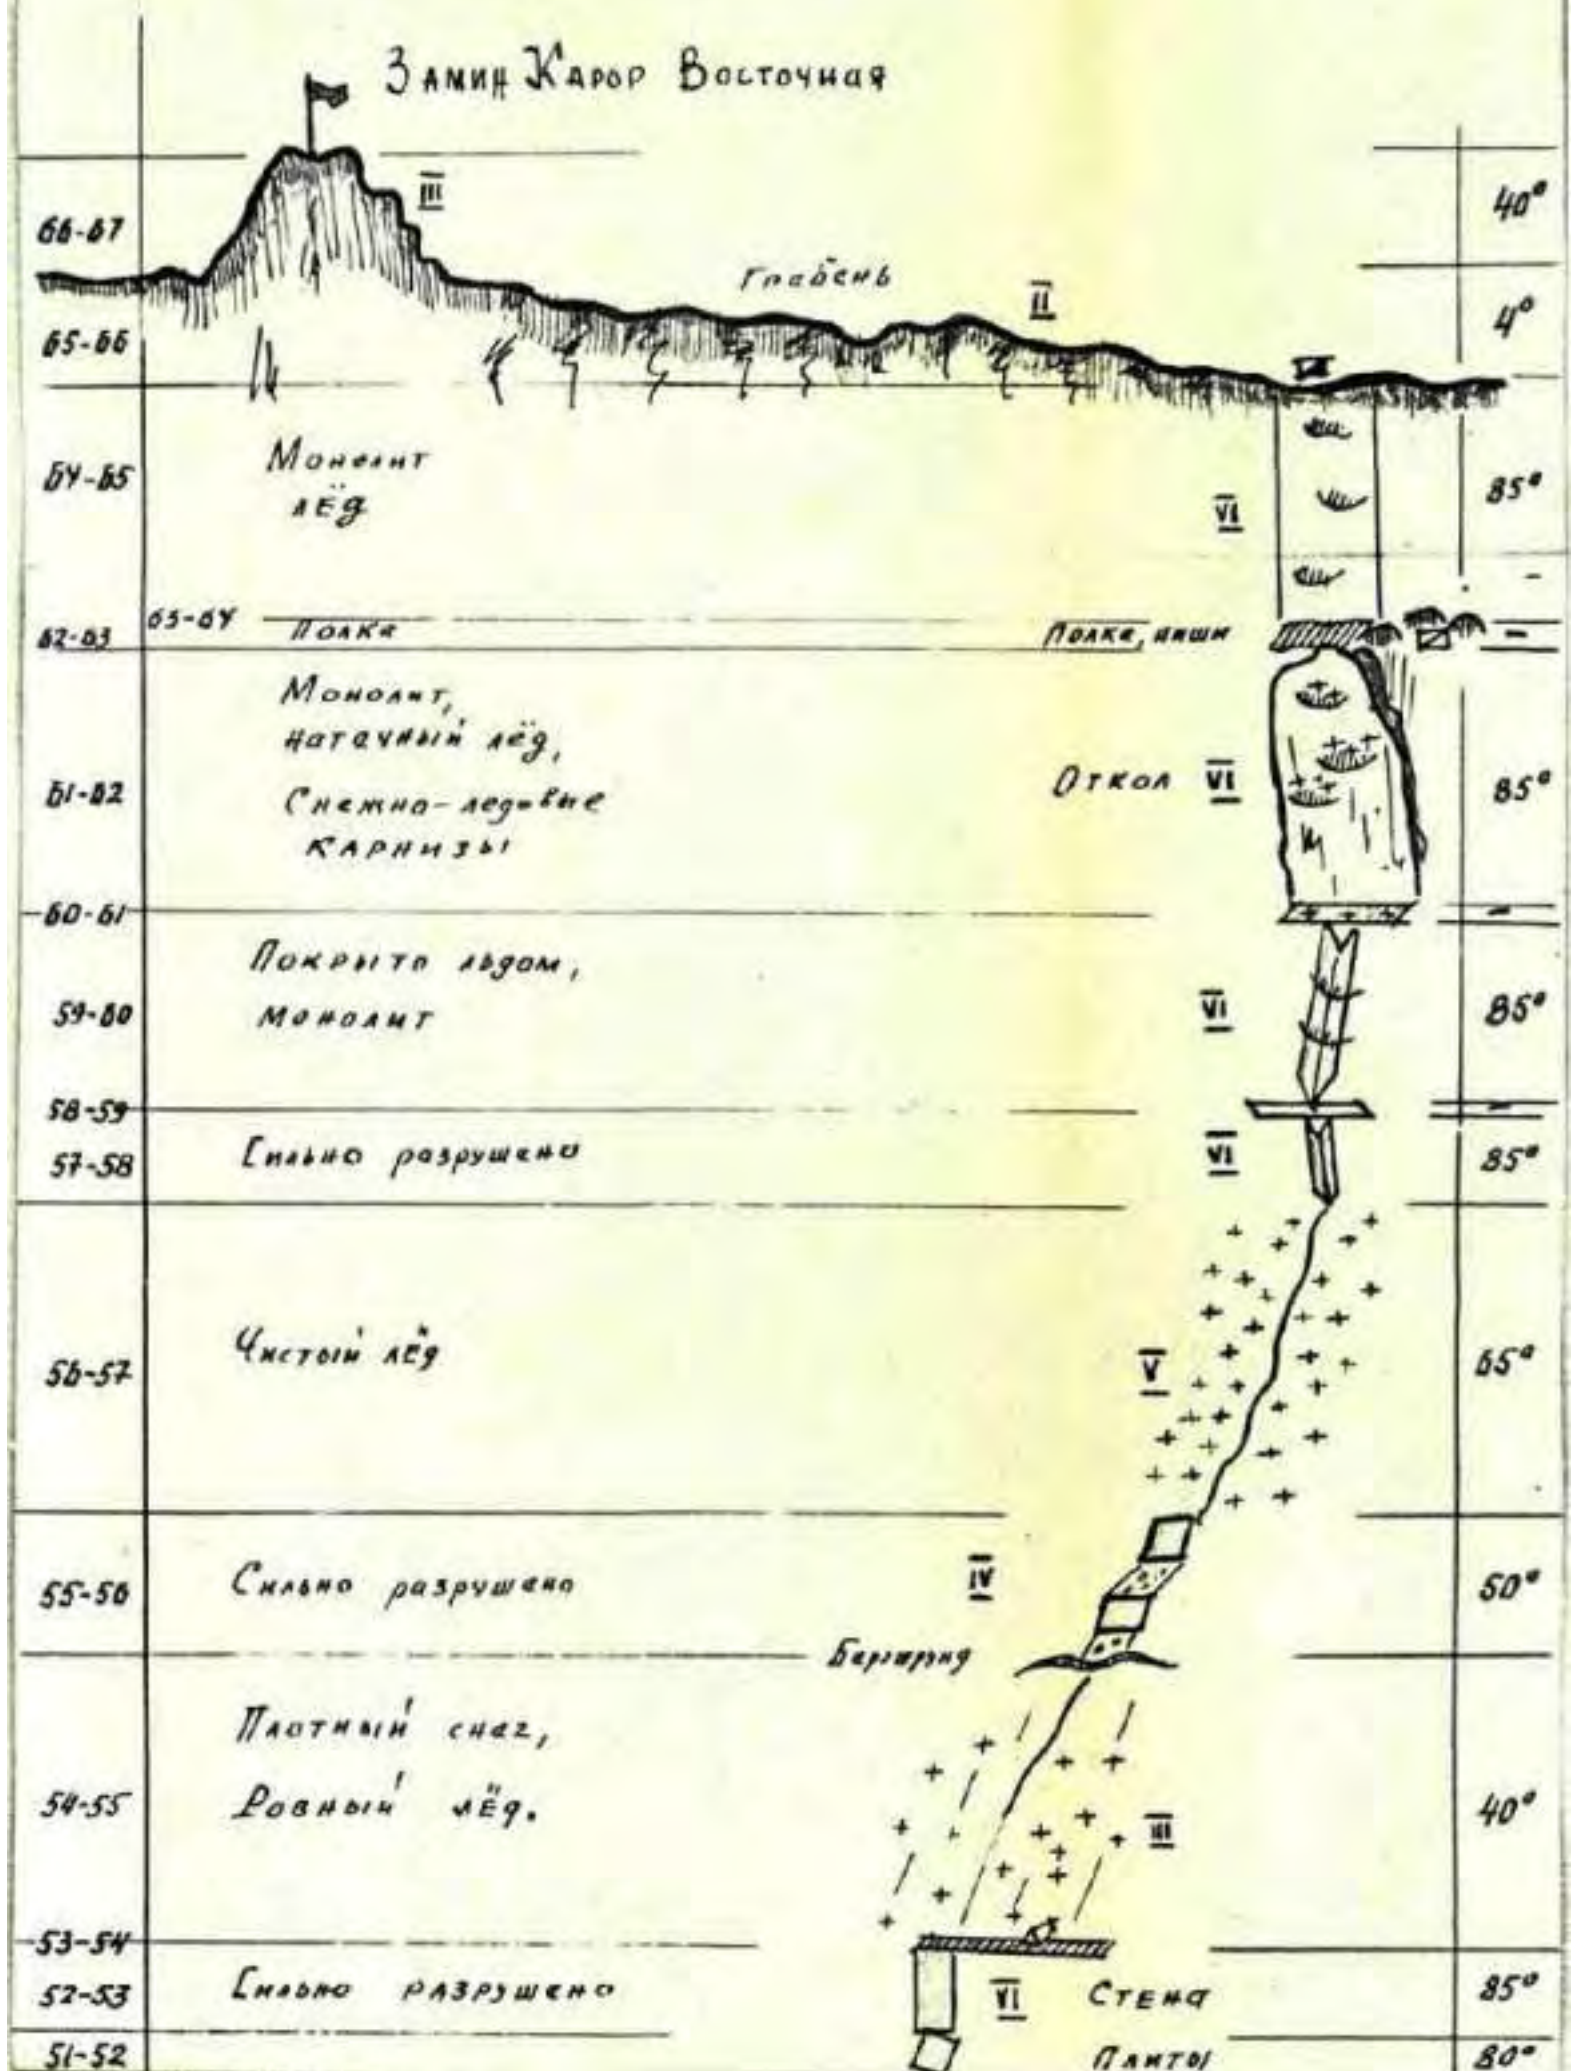 Замин Карор Восточная
III
66-67
40°
Гребень
II
4°
65-66
Монолит
лёд
64-65
VI
85°
63-64
Полка
Полка, ниши
-
62-63
Монолит,
натечный лёд,
Снежно-ледовые
карнизы
61-62
Откол VI
85°
60-61
-
Покрыто льдом,
монолит
59-60
VI
85°
58-59
-
57-58
Сильно разрушено
VI
85°
Чистый лёд
56-57
V
65°
55-56
Сильно разрушено
IV
50°
Бергшрунд
Плотный снег,
Ровный лёд.
54-55
III
40°
53-54
52-53
Сильно разрушено
VI
Стена
85°
51-52
Плиты
80°